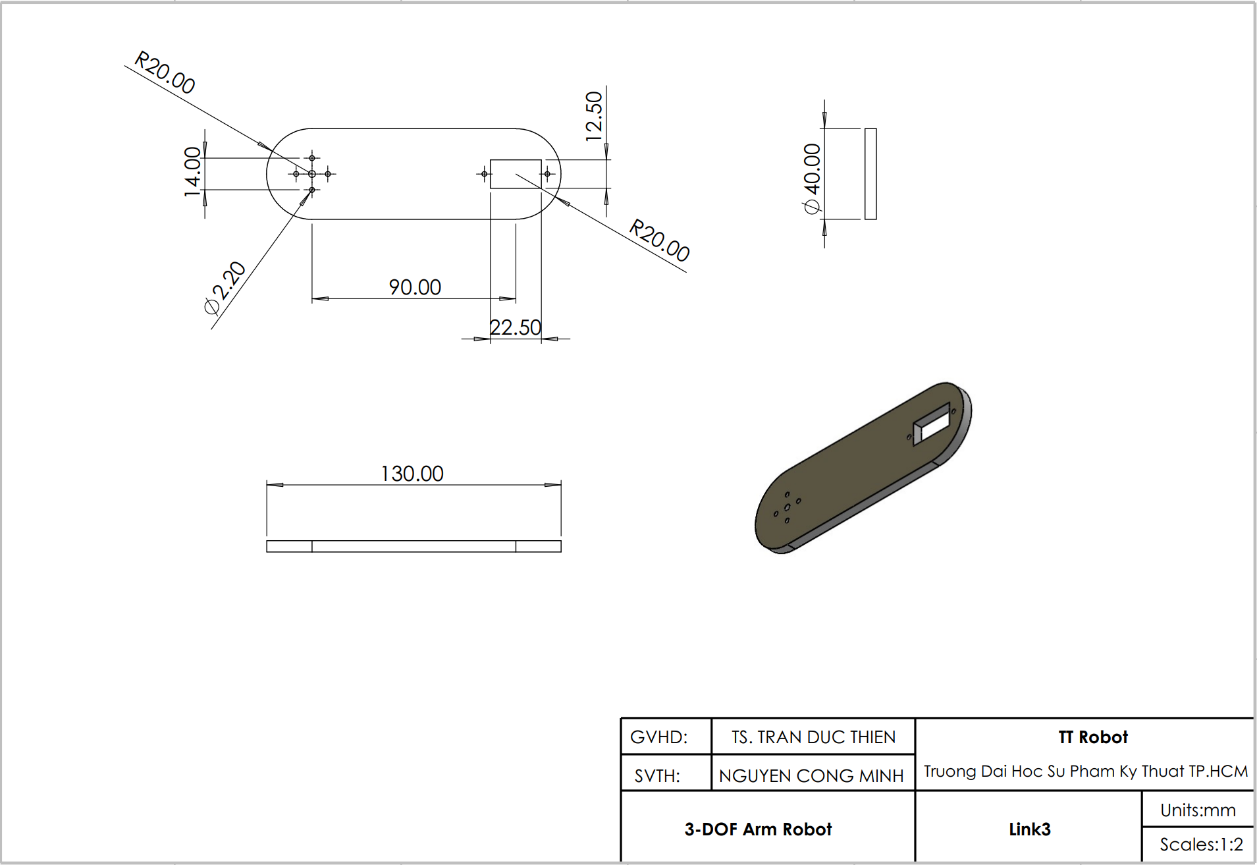 R20.00
12.50
14.00
⌀ 40.00
R20.00
⌀ 2.20
90.00
22.50
130.00
GVHD:
TS. TRAN DUC THIEN
TT Robot
SVTH:
NGUYEN CONG MINH
Truong Dai Hoc Su Pham Ky Thuat TP.HCM
3-DOF Arm Robot
Link3
Units:mm
Scales:1:2